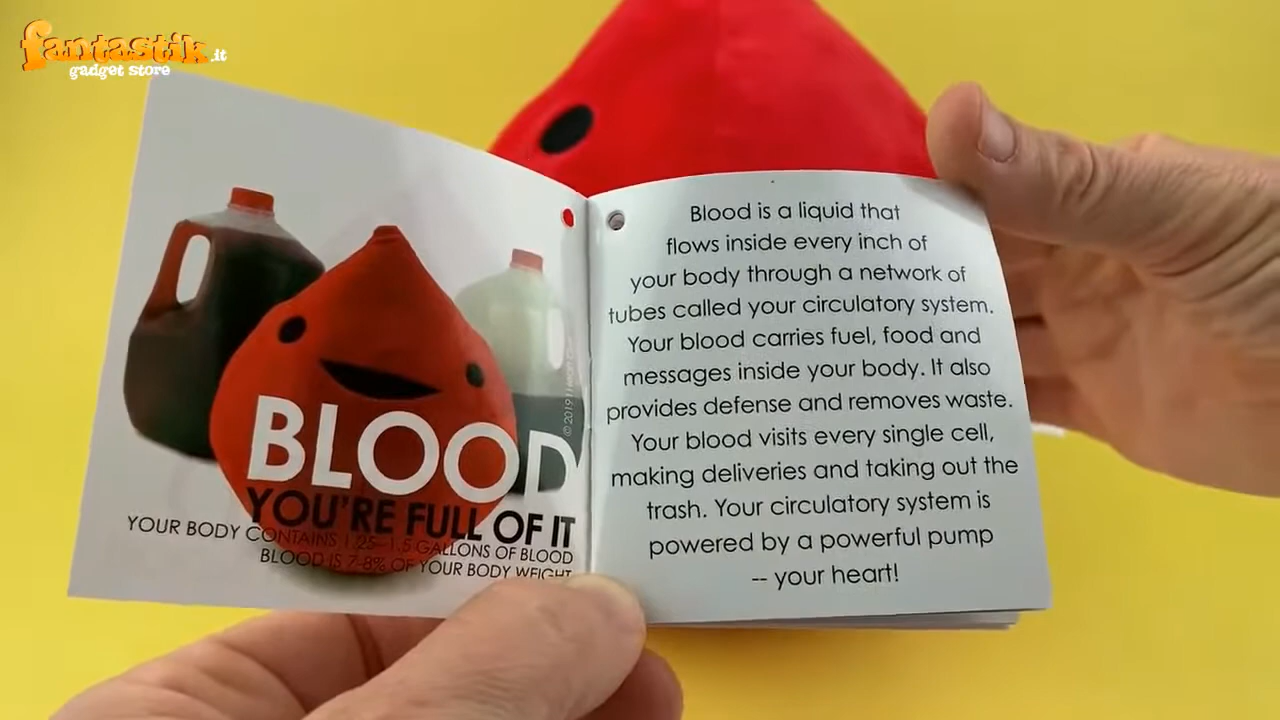 fantastik.it
gadget store
BLOOD
YOU'RE FULL OF IT
YOUR BODY CONTAINS 1.25-1.5 GALLONS OF BLOOD
BLOOD IS 7-8% OF YOUR BODY WEIGHT
© 2019 I Heart Guts
Blood is a liquid that
flows inside every inch of
your body through a network of
tubes called your circulatory system.
Your blood carries fuel, food and
messages inside your body. It also
provides defense and removes waste.
Your blood visits every single cell,
making deliveries and taking out the
trash. Your circulatory system is
powered by a powerful pump
-- your heart!